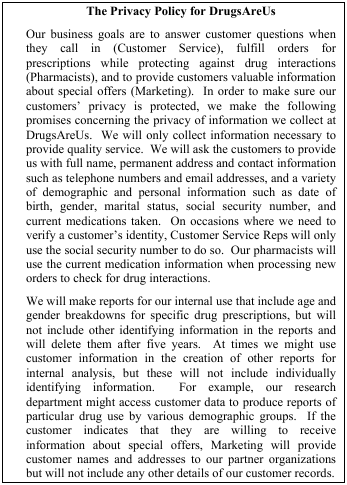 The Privacy Policy for DrugsAreUs
Our business goals are to answer customer questions when
they call in (Customer Service), fulfill orders for
prescriptions while protecting against drug interactions
(Pharmacists), and to provide customers valuable information
about special offers (Marketing). In order to make sure our
customers' privacy is protected, we make the following
promises concerning the privacy of information we collect at
DrugsAreUs. We will only collect information necessary to
provide quality service. We will ask the customers to provide
us with full name, permanent address and contact information
such as telephone numbers and email addresses, and a variety
of demographic and personal information such as date of
birth, gender, marital status, social security number, and
current medications taken. On occasions where we need to
verify a customer's identity, Customer Service Reps will only
use the social security number to do so. Our pharmacists will
use the current medication information when processing new
orders to check for drug interactions.
We will make reports for our internal use that include age and
gender breakdowns for specific drug prescriptions, but will
not include other identifying information in the reports and
will delete them after five years. At times we might use
customer information in the creation of other reports for
internal analysis, but these will not include individually
identifying information. For example, our research
department might access customer data to produce reports of
particular drug use by various demographic groups. If the
customer indicates that they are willing to receive
information about special offers, Marketing will provide
customer names and addresses to our partner organizations
but will not include any other details of our customer records.